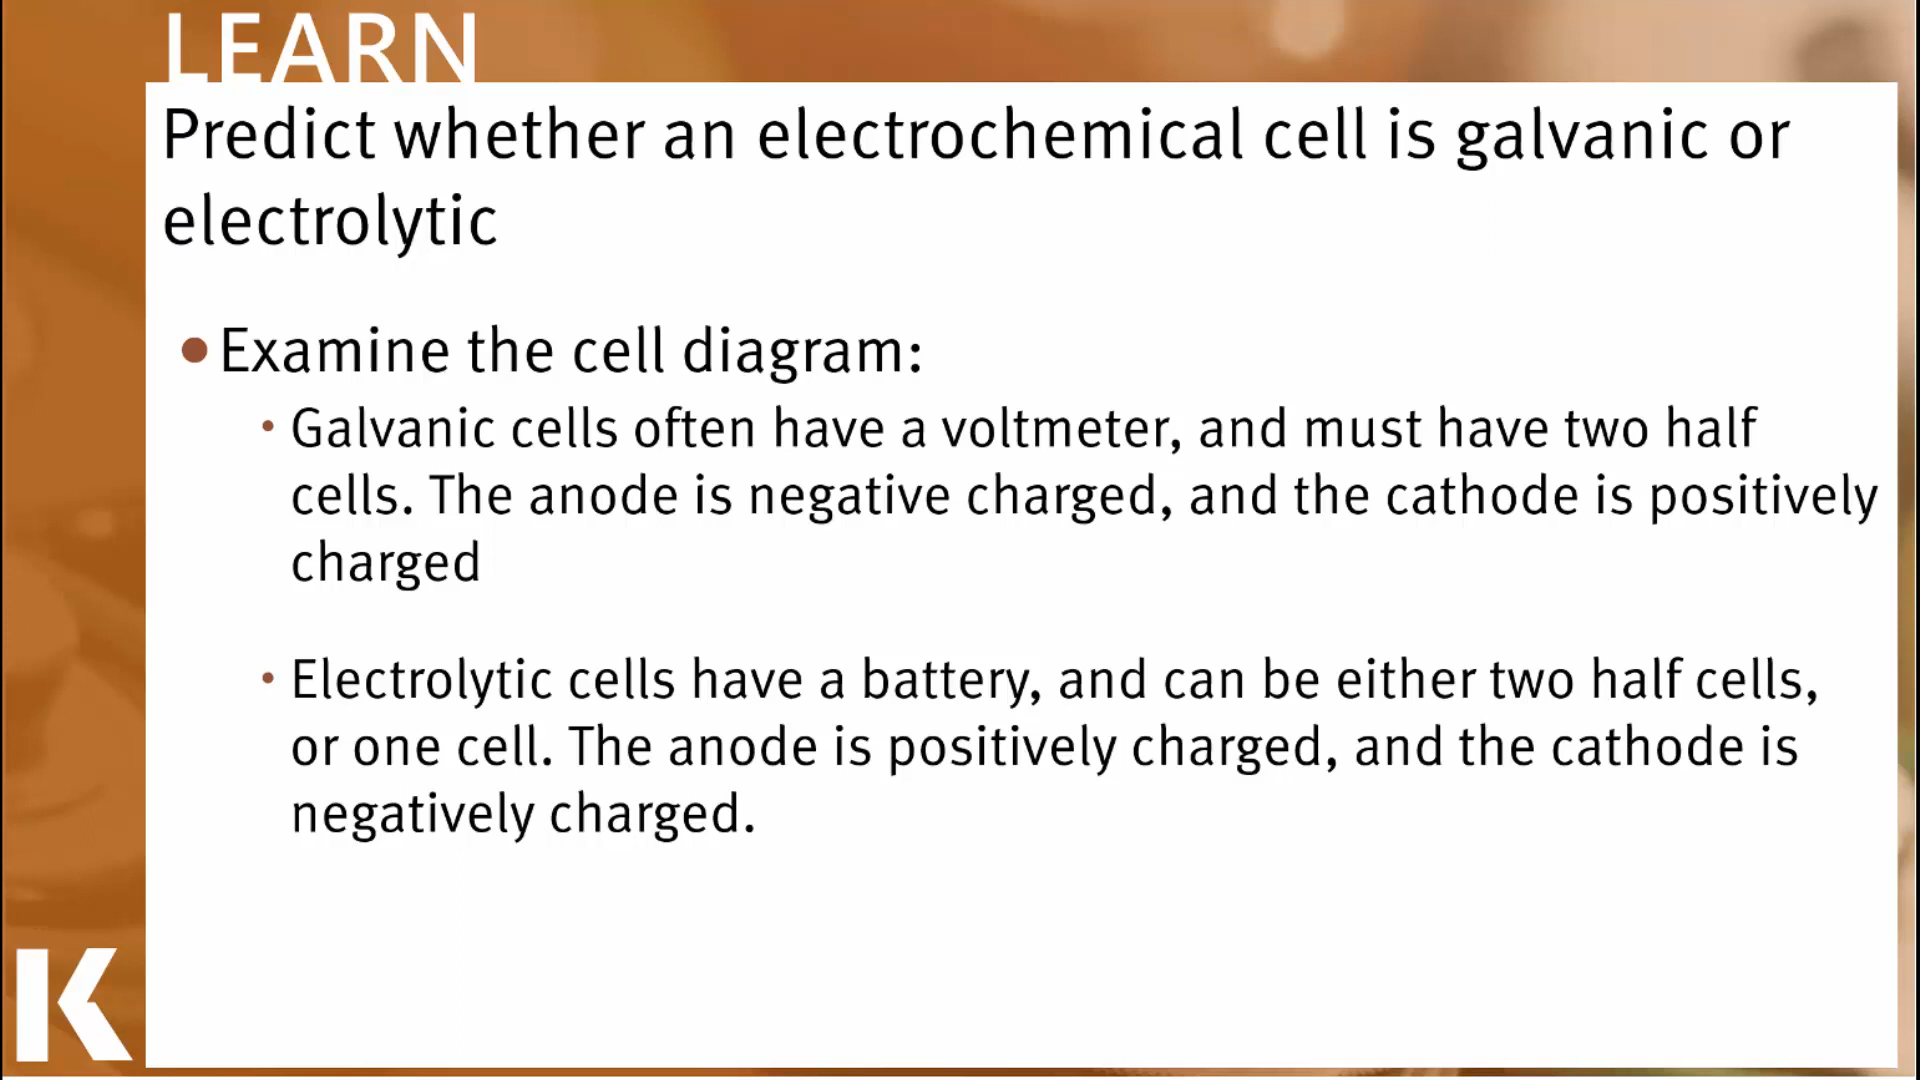 LEARN
Predict whether an electrochemical cell is galvanic or
electrolytic
•Examine the cell diagram:
• Galvanic cells often have a voltmeter, and must have two half
cells. The anode is negative charged, and the cathode is positively
charged
• Electrolytic cells have a battery, and can be either two half cells,
or one cell. The anode is positively charged, and the cathode is
negatively charged.
K